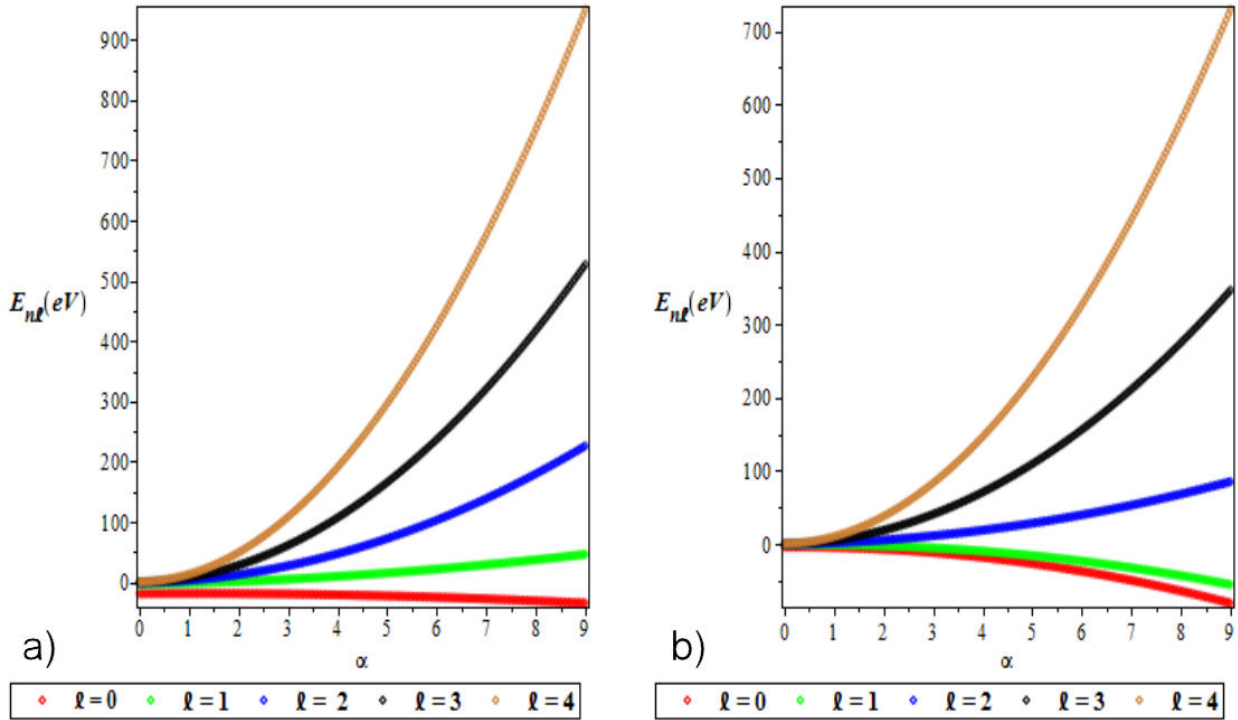 900
800
700
600
500
400
300
200
100
0
E_{nℓ}(eV)
0 1 2 3 4 5 6 7 8 9
α
a)
ℓ = 0 ℓ = 1 ℓ = 2 ℓ = 3 ℓ = 4
700
600
500
400
300
200
100
0
E_{nℓ}(eV)
0 1 2 3 4 5 6 7 8 9
α
b)
ℓ = 0 ℓ = 1 ℓ = 2 ℓ = 3 ℓ = 4